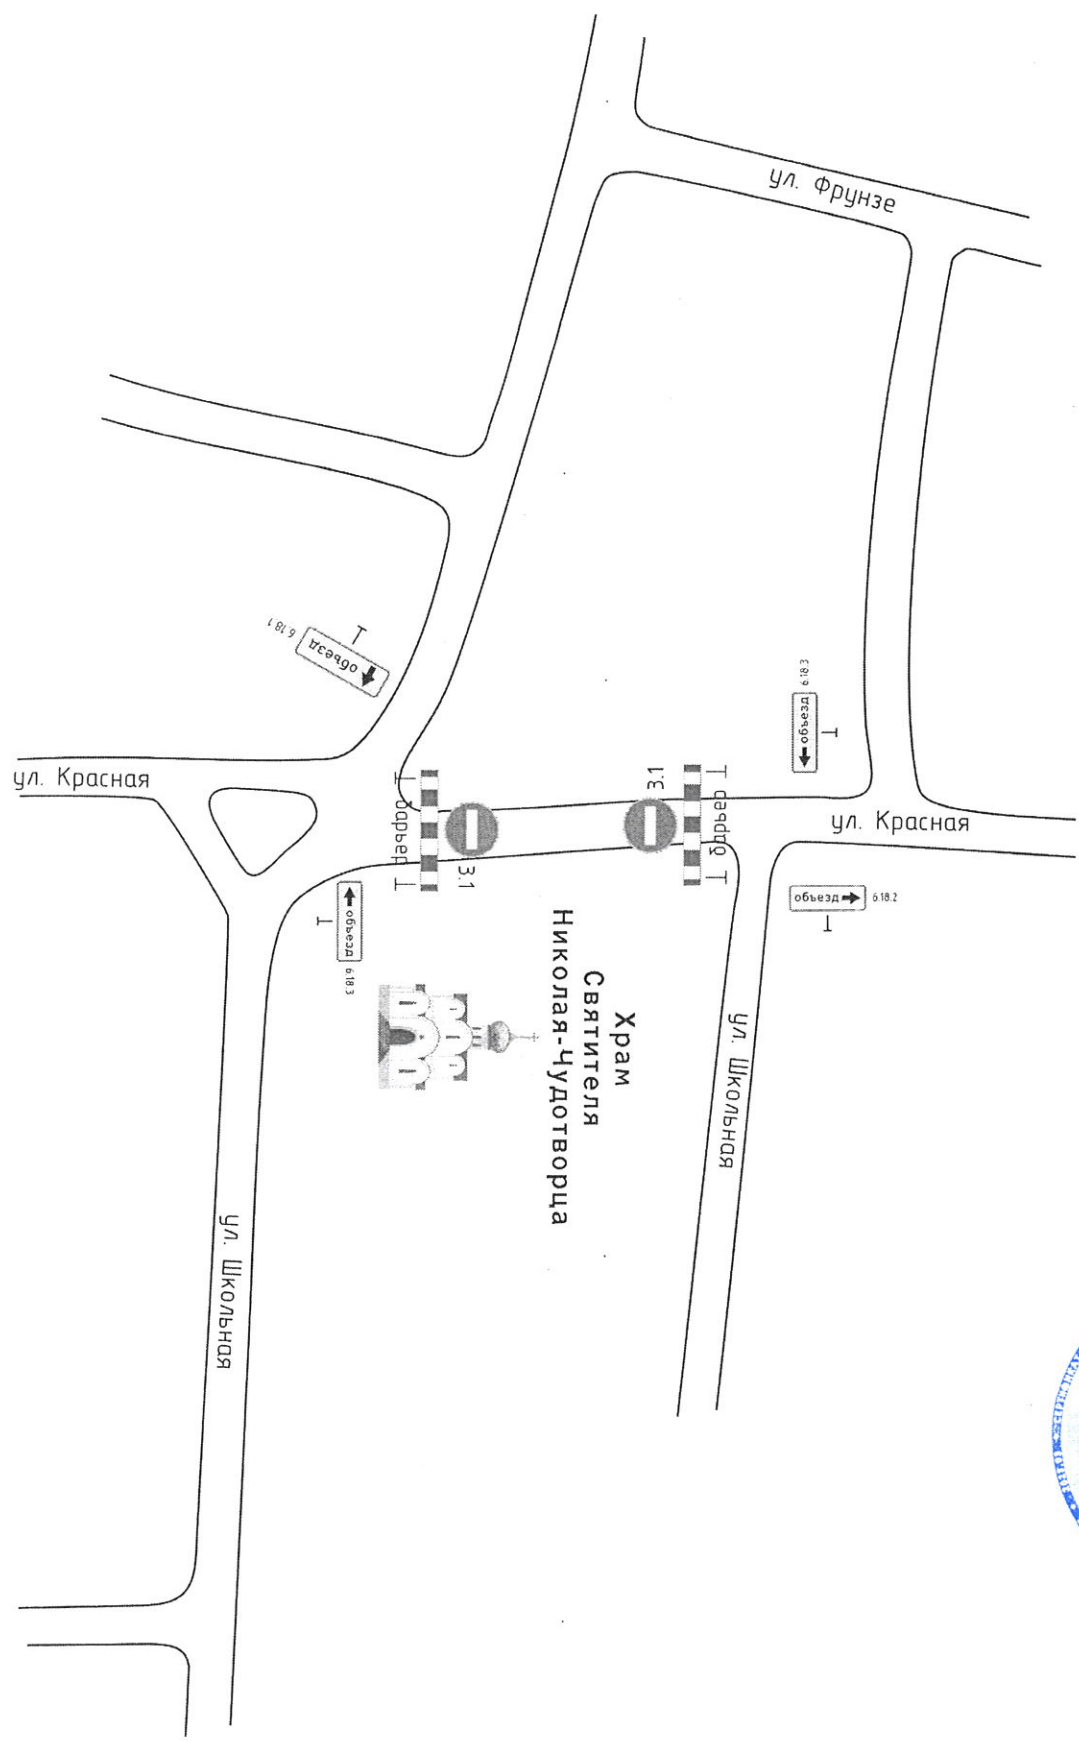 ул. Фрунзе
6.18.1
объезд
6.18.3
объезд
ул. Красная
3.1
барьер
барьер
3.1
ул. Красная
объезд
6.18.2
объезд
6.18.3
Храм
Святителя
Николая-Чудотворца
ул. Школьная
ул. Школьная